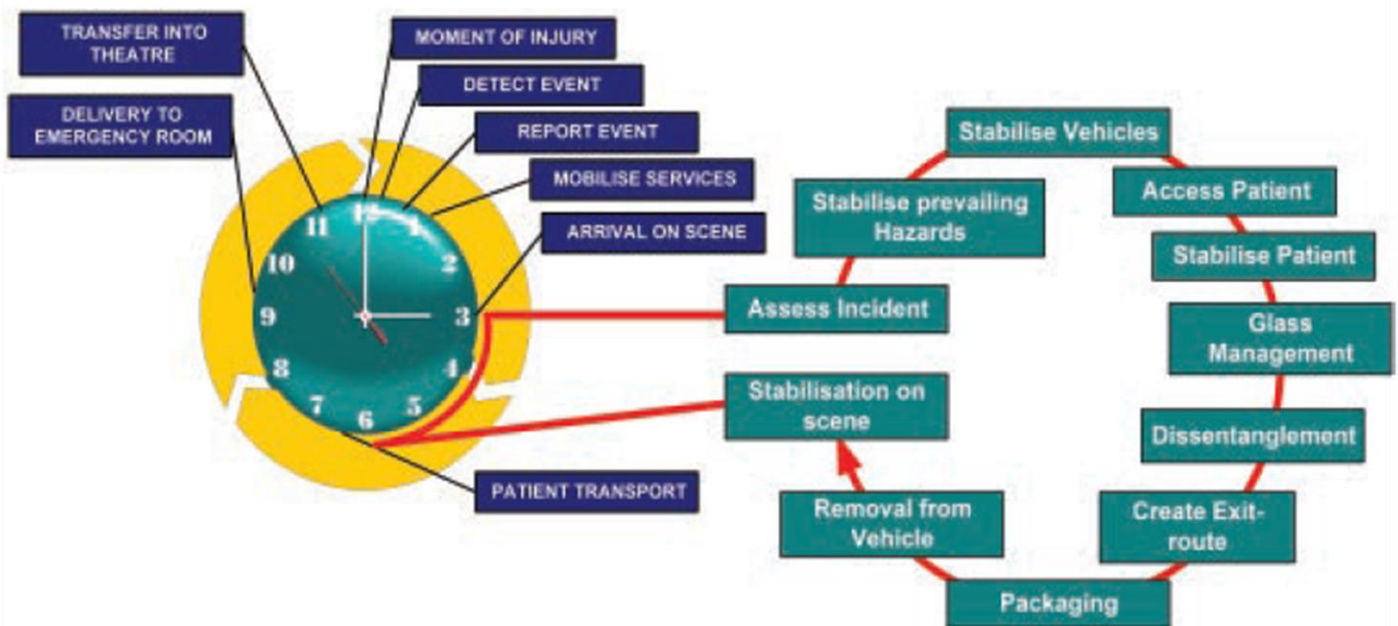 TRANSFER INTO
THEATRE
DELIVERY TO
EMERGENCY ROOM
MOMENT OF INJURY
DETECT EVENT
REPORT EVENT
MOBILISE SERVICES
ARRIVAL ON SCENE
PATIENT TRANSPORT
12
1
2
3
4
5
6
7
8
9
10
11
Assess Incident
Stabilise prevailing
Hazards
Stabilise Vehicles
Access Patient
Stabilise Patient
Glass
Management
Dissentanglement
Create Exit-
route
Packaging
Removal from
Vehicle
Stabilisation on
scene